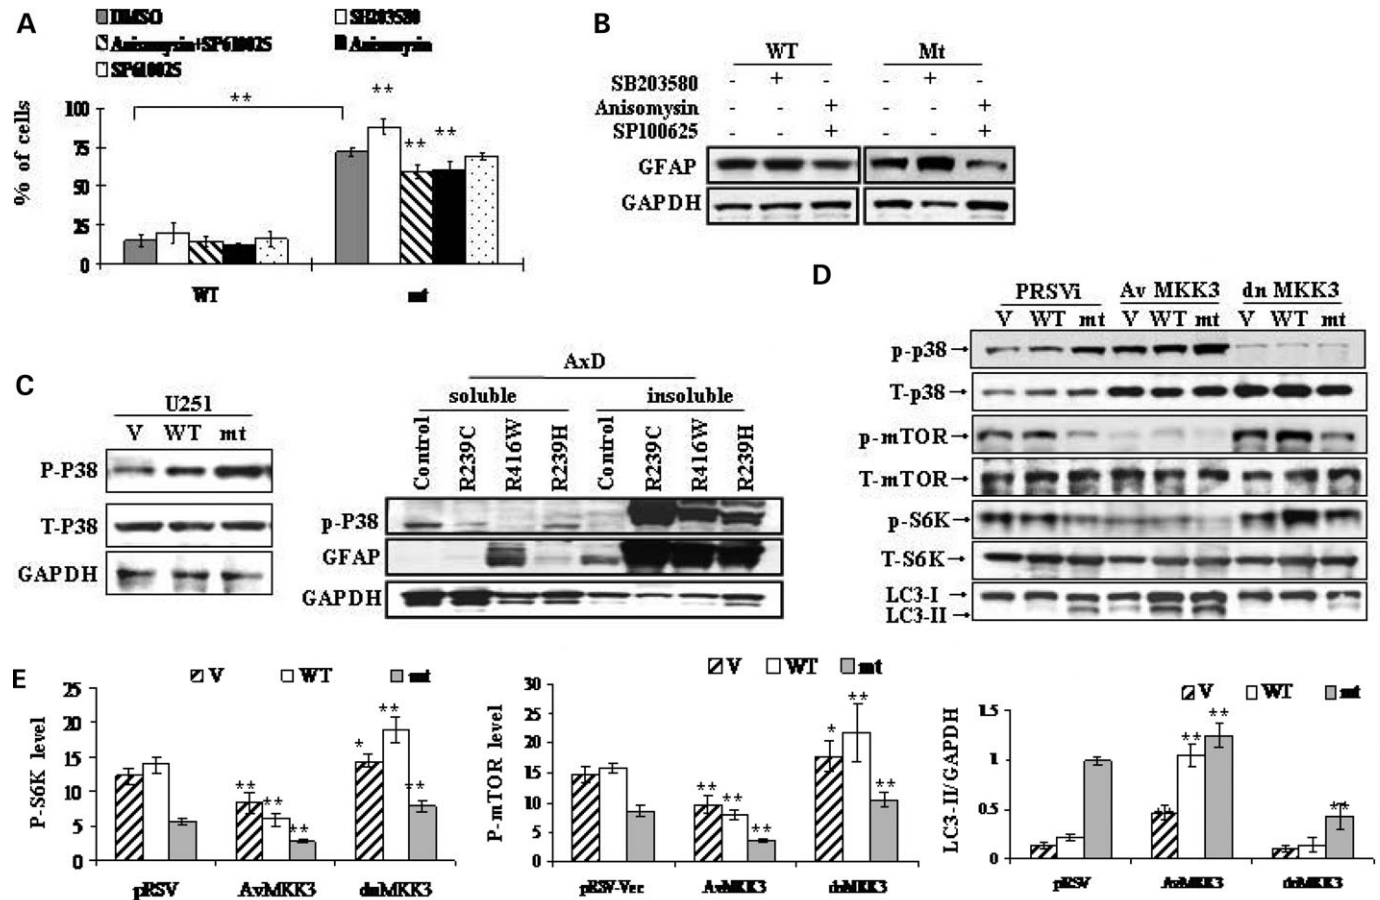 A
DMSO
SB203580
Anisomysin+SP610025
Anisomysin
SP610025
% of cells
100
75
50
25
0
**
**
**
**
WT
mt
B
WT
Mt
SB203580
- + - - + -
Anisomysin
- - + - - +
SP100625
- - + - - +
GFAP
GAPDH
C
U251
V WT mt
P-P38
T-P38
GAPDH
AxD
soluble
insoluble
Control
R239C
R416W
R239H
Control
R239C
R416W
R239H
p-P38
GFAP
GAPDH
D
PRSVi
Av MKK3
dn MKK3
V WT mt V WT mt V WT mt
p-p38
T-p38
p-mTOR
T-mTOR
p-S6K
T-S6K
LC3-I
LC3-II
E
V WT mt
P-S6K level
25
20
15
10
5
0
** ** ** * ** **
pRSV
AvMKK3
dnMKK3
V WT mt
P-mTOR level
30
25
20
15
10
5
0
** ** ** * ** **
pRSV-Vec
AvMKK3
dnMKK3
V WT mt
LC3-II/GAPDH
1.5
1
0.5
0
** ** **
pRSV
AvMKK3
dnMKK3